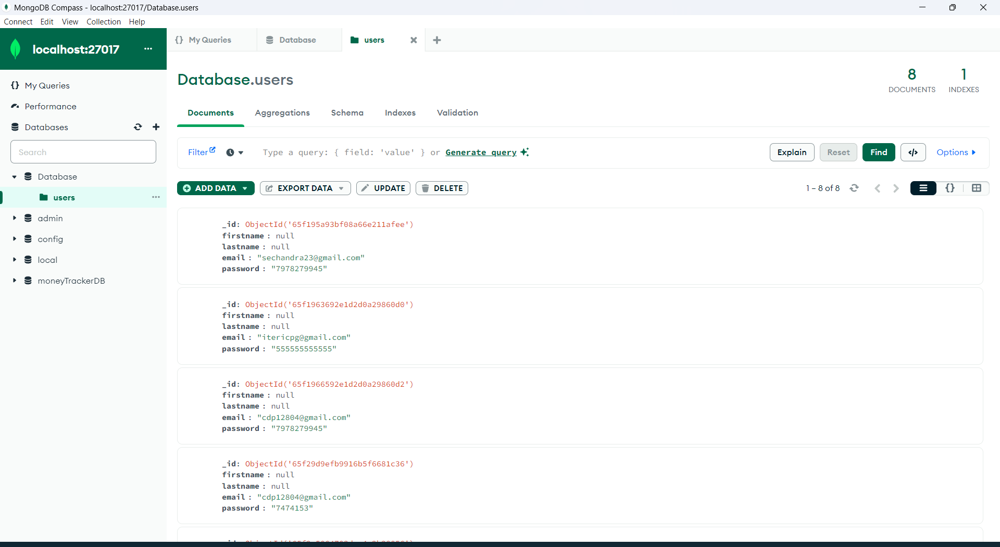 MongoDB Compass - localhost:27017/Database.users
Connect Edit View Collection Help
localhost:27017
My Queries
Performance
Databases
Search
Database
users
admin
config
local
moneyTrackerDB
{} My Queries
Database
users
Database.users
8
DOCUMENTS
1
INDEXES
Documents Aggregations Schema Indexes Validation
Filter
Type a query: { field: 'value' } or Generate query
Explain Reset Find </> Options
ADD DATA EXPORT DATA UPDATE DELETE
1 – 8 of 8
{}
_id: ObjectId('65f195a93bf08a66e211afee')
firstname : null
lastname : null
email : "sechandra23@gmail.com"
password : "7978279945"
_id: ObjectId('65f1963692e1d2d0a29860d0')
firstname : null
lastname : null
email : "itericpg@gmail.com"
password : "555555555555"
_id: ObjectId('65f1966592e1d2d0a29860d2')
firstname : null
lastname : null
email : "cdp12804@gmail.com"
password : "7978279945"
_id: ObjectId('65f29d9efb9916b5f6681c36')
firstname : null
lastname : null
email : "cdp12804@gmail.com"
password : "7474153"